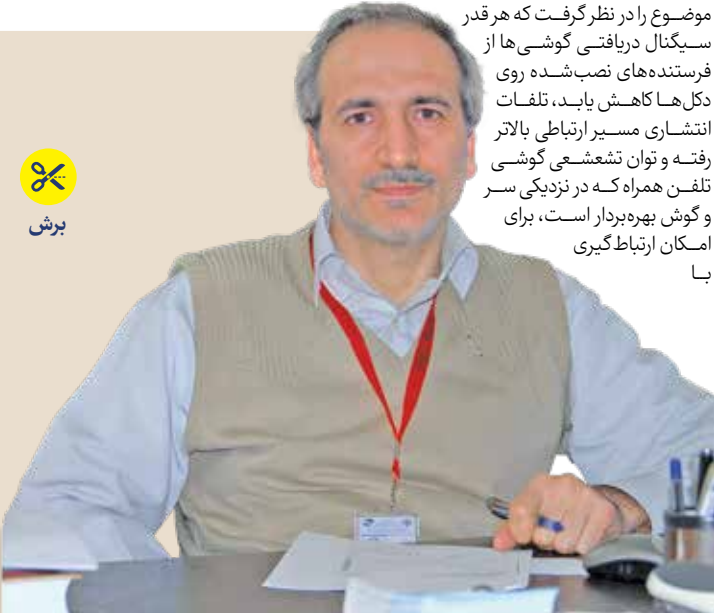 موضوع را در نظر گرفت که هر قدر
سیگنال دریافتی گوشی‌ها از
فرستنده‌های نصب‌شده روی
دکل‌ها کاهش یابد، تلفات
انتشاری مسیر ارتباطی بالاتر
رفته و توان تشعشعی گوشی
تلفن همراه که در نزدیکی سر
و گوش بهره‌بردار است، برای
امکان ارتباط‌گیری
با
برش